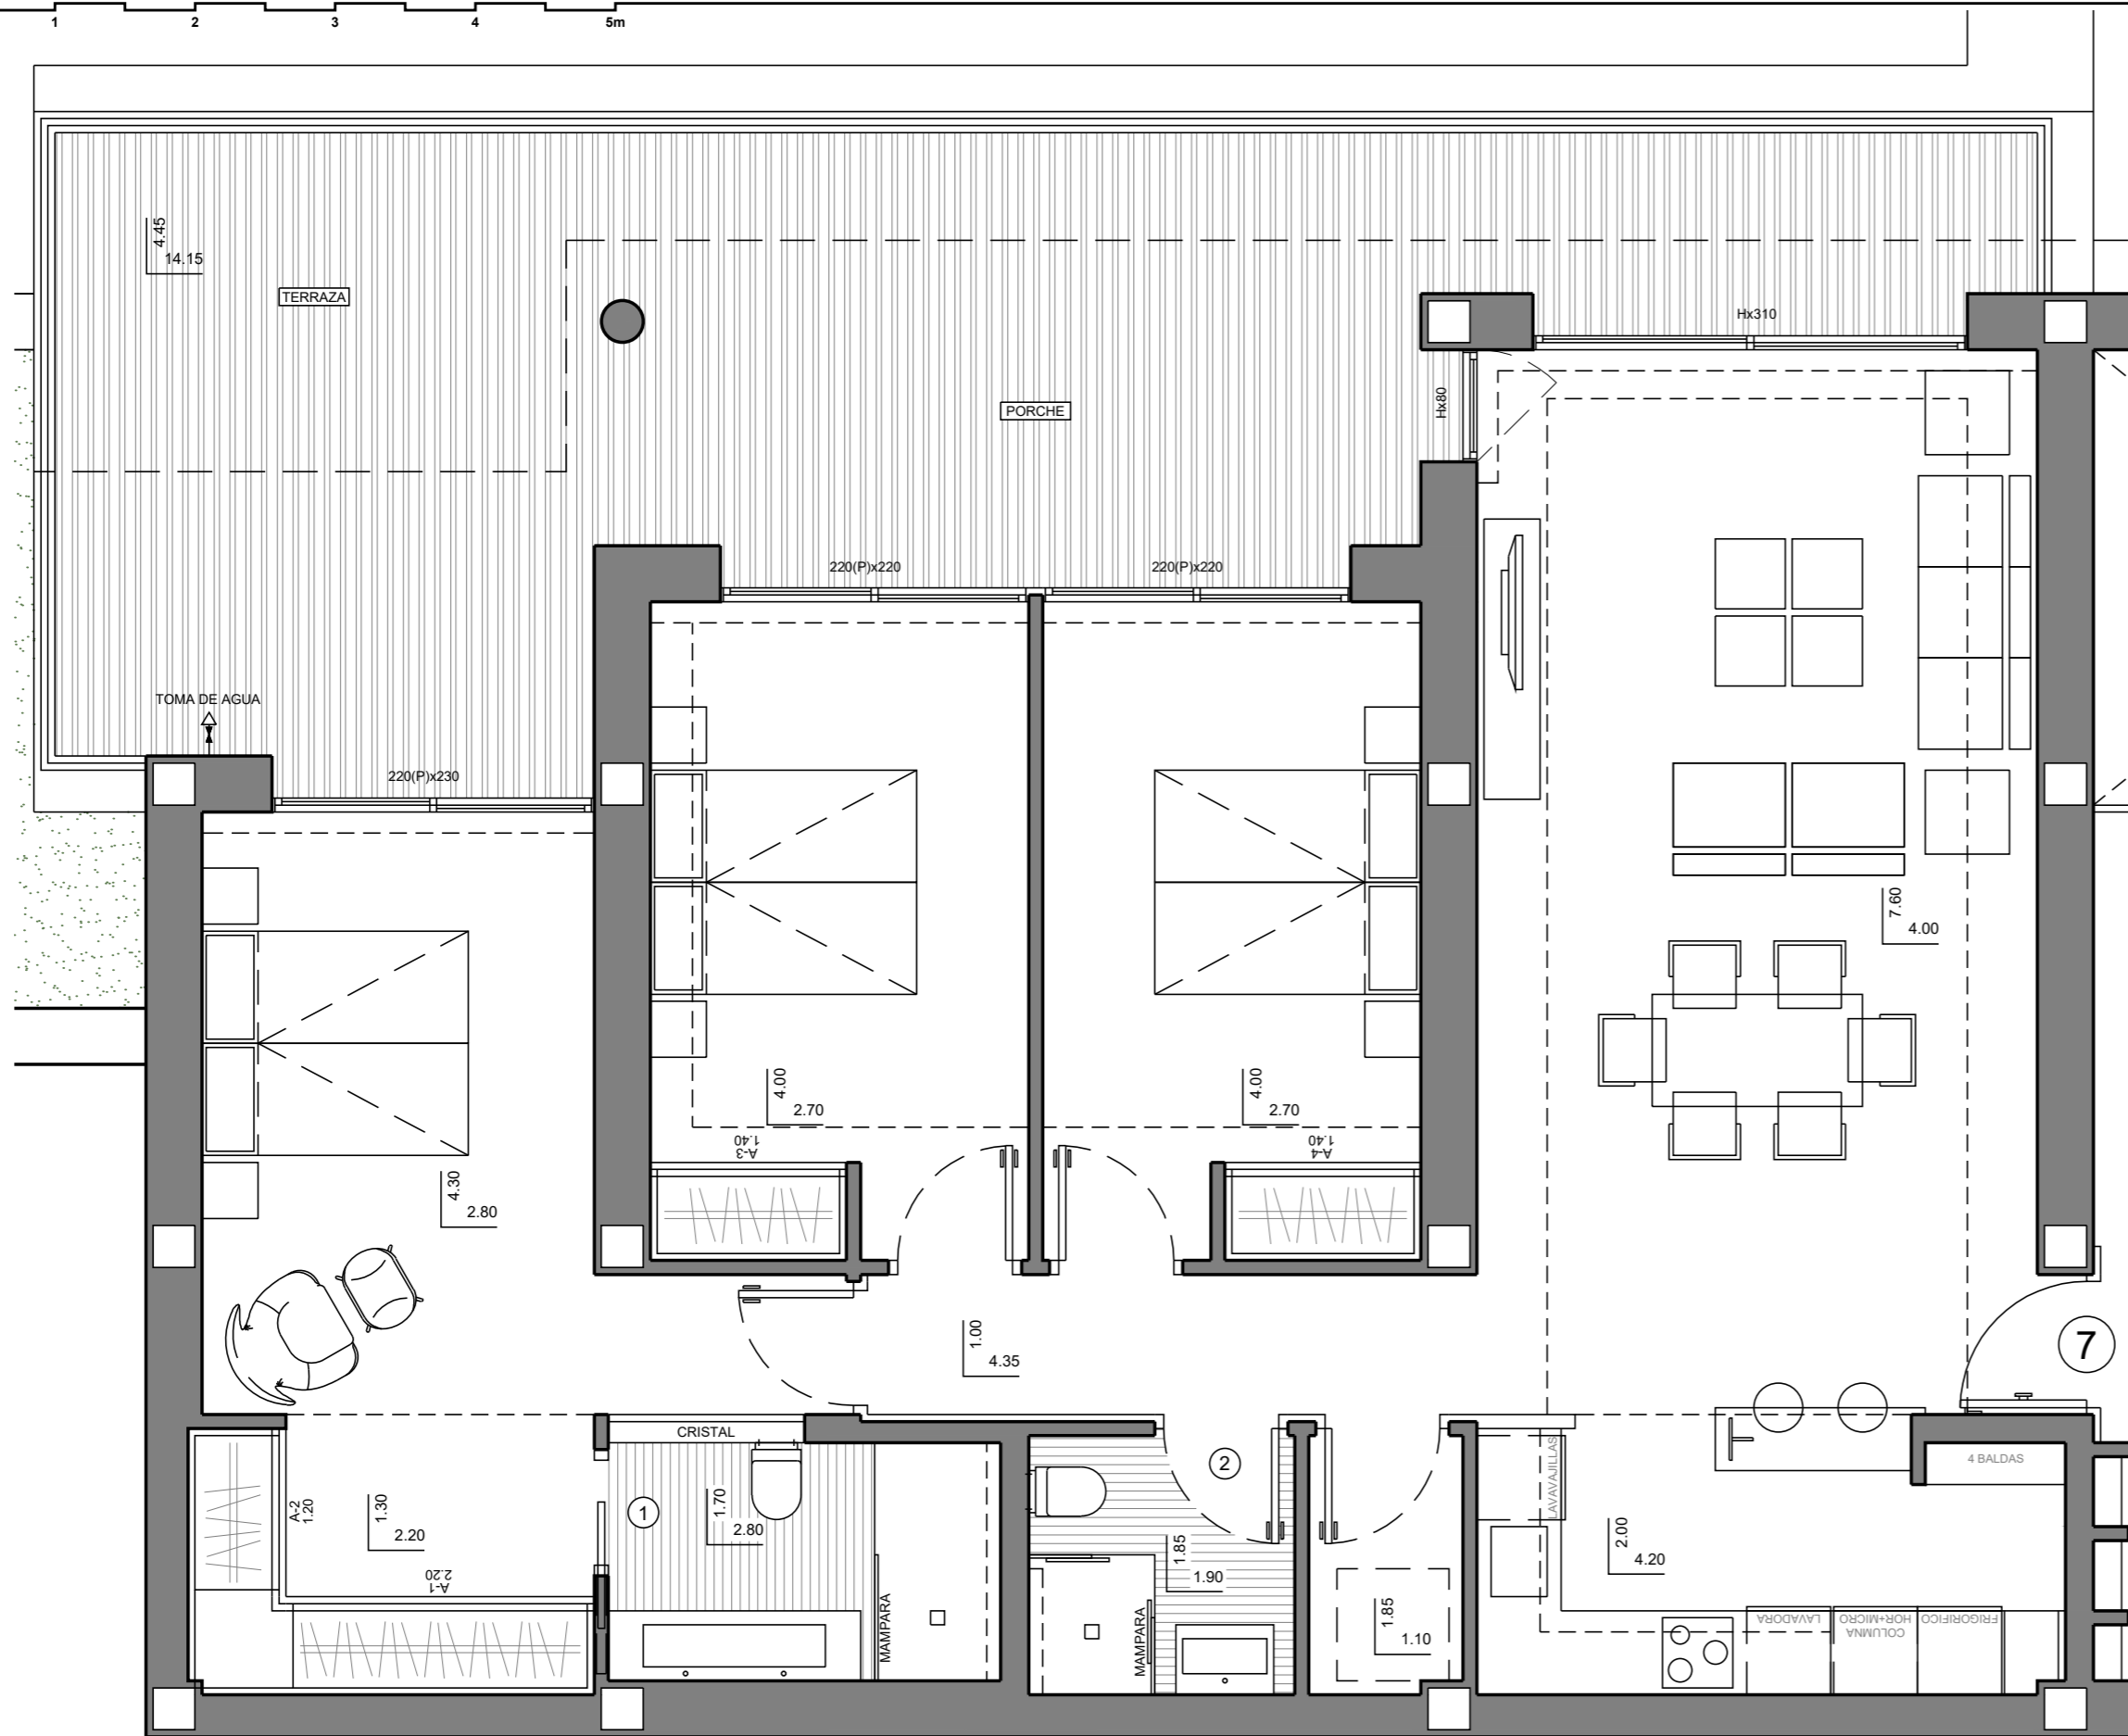 1
2
3
4
5m
4.45
14.15
TERRAZA
Hx310
PORCHE
Hx80
220(P)x220
220(P)x220
TOMA DE AGUA
220(P)x230
7.60
4.00
4.00
2.70
4.00
2.70
A-3
1.40
A-4
1.40
4.30
2.80
1.00
4.35
7
CRISTAL
LAVAVAJILLAS
4 BALDAS
2
A-2
1.20
1.30
2.20
1
1.70
2.80
1.85
1.90
2.00
4.20
A-1
2.20
MAMPARA
MAMPARA
1.85
1.10
LAVADORA
COLUMNA
HOR+MICRO
FRIGORIFICO